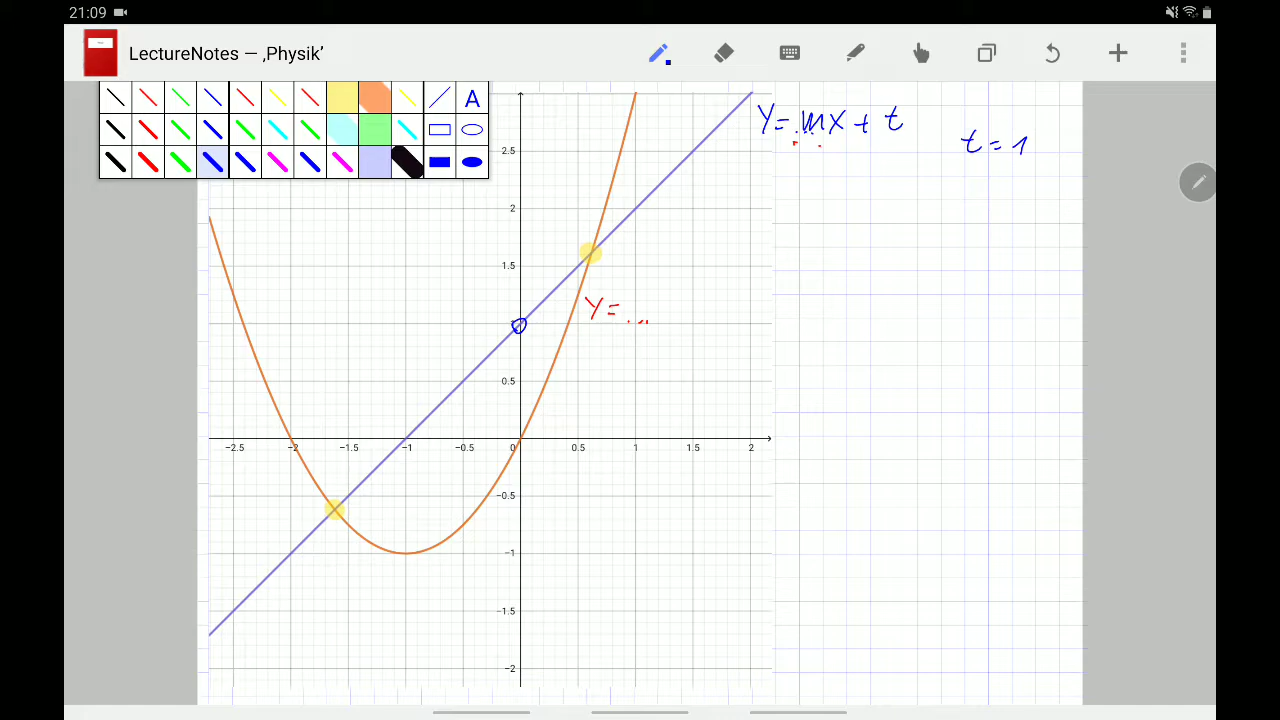 21:09
LectureNotes — ‚Physik’
A
y = mx + t
t = 1
2.5
2
1.5
y = ...
0.5
−2.5 −2 −1.5 −1 −0.5 0 0.5 1 1.5 2
−0.5
−1
−1.5
−2